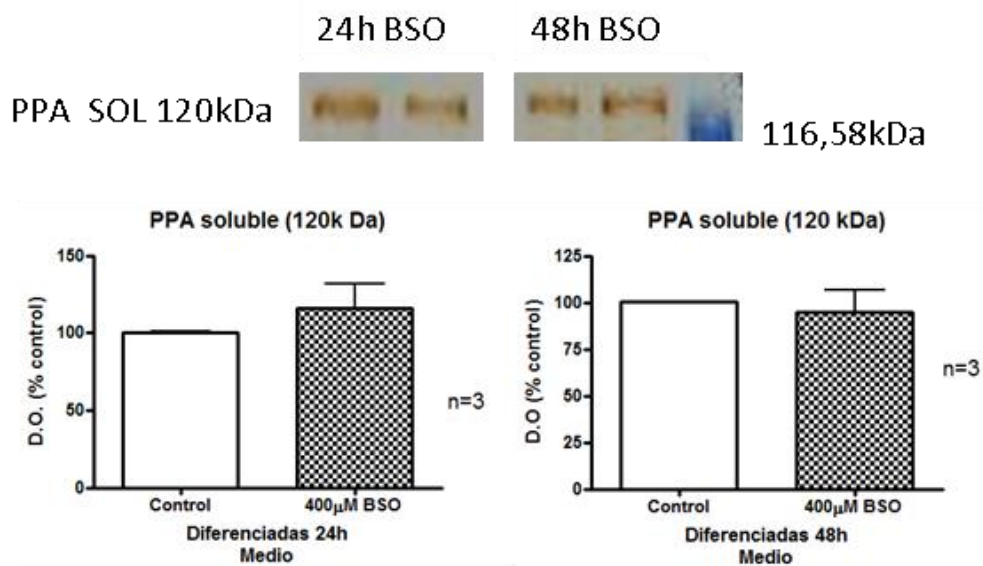 24h BSO
48h BSO
PPA SOL 120kDa
116,58kDa
PPA soluble (120k Da)
150
100
50
0
D.O. (% control)
Control
400µM BSO
n=3
Diferenciadas 24h
Medio
PPA soluble (120 kDa)
125
100
75
50
25
0
D.O (% control)
Control
400µM BSO
n=3
Diferenciadas 48h
Medio